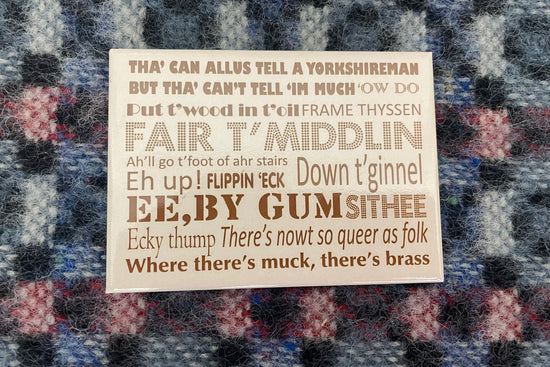 THA' CAN ALLUS TELL A YORKSHIREMAN
BUT THA' CAN'T TELL 'IM MUCH 'OW DO
Put t'wood in t'oil FRAME THYSSEN
FAIR T'MIDDLIN
Ah'll go t'foot of ahr stairs
Eh up! FLIPPIN 'ECK Down t'ginnel
EE, BY GUM SITHEE
Ecky thump There's nowt so queer as folk
Where there's muck, there's brass